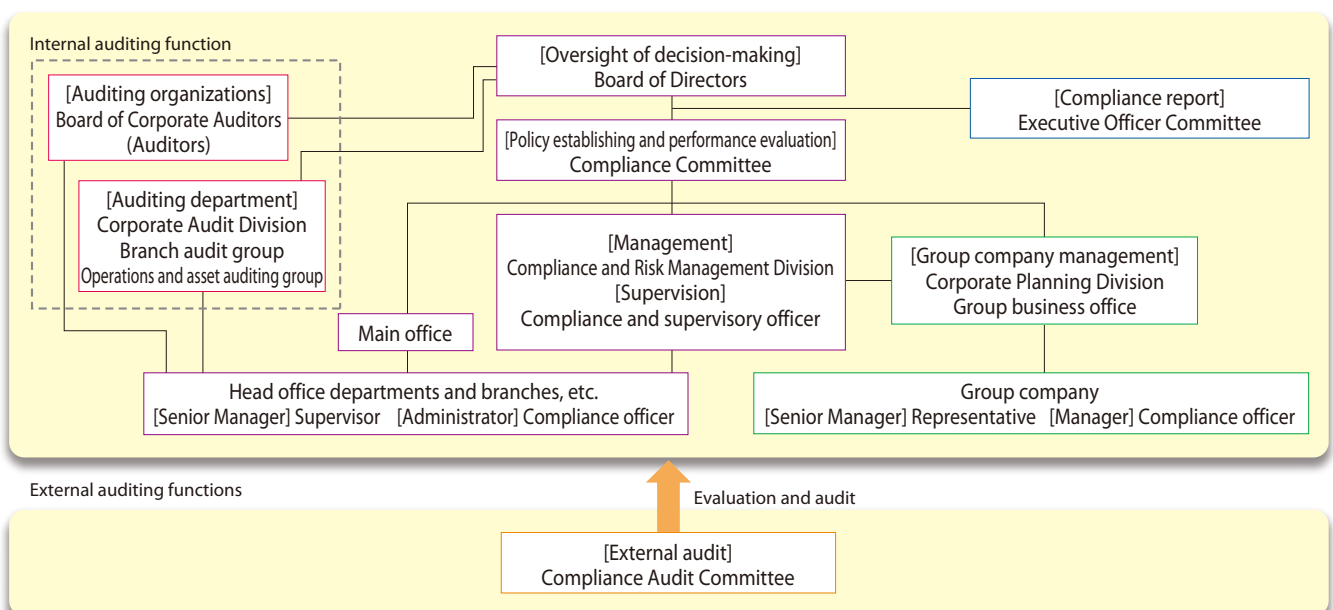 Internal auditing function
[Auditing organizations]
Board of Corporate Auditors
(Auditors)
[Auditing department]
Corporate Audit Division
Branch audit group
Operations and asset auditing group
[Oversight of decision-making]
Board of Directors
[Compliance report]
Executive Officer Committee
[Policy establishing and performance evaluation]
Compliance Committee
[Management]
Compliance and Risk Management Division
[Supervision]
Compliance and supervisory officer
[Group company management]
Corporate Planning Division
Group business office
Main office
Head office departments and branches, etc.
[Senior Manager] Supervisor [Administrator] Compliance officer
Group company
[Senior Manager] Representative [Manager] Compliance officer
External auditing functions
Evaluation and audit
[External audit]
Compliance Audit Committee